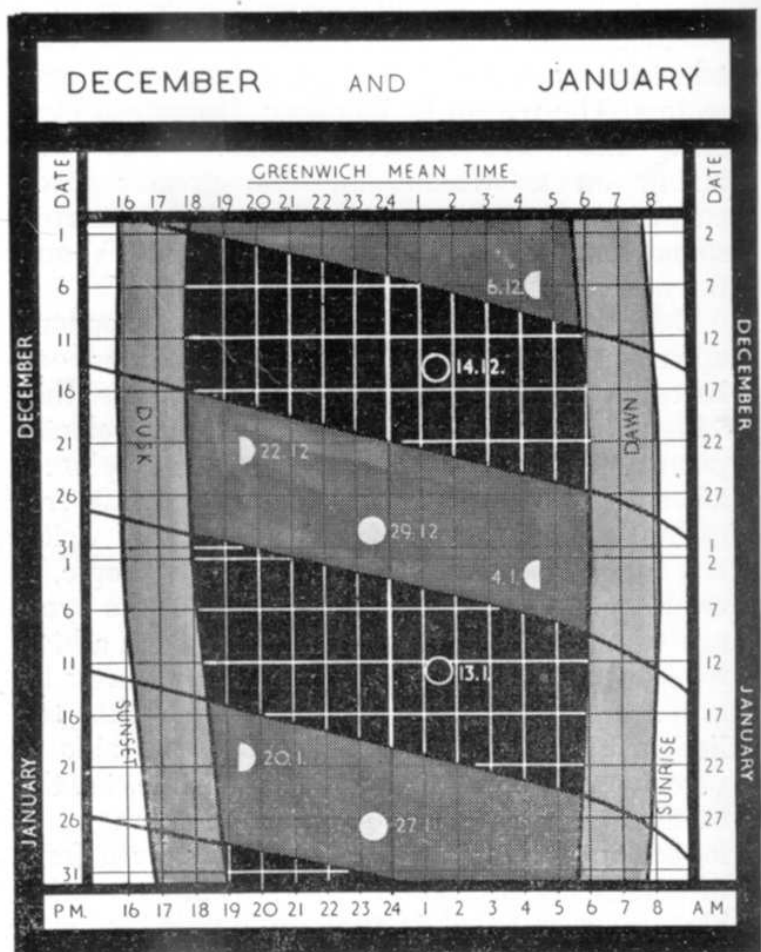 DECEMBER AND JANUARY
GREENWICH MEAN TIME
DATE
DATE
16 17 18 19 20 21 22 23 24 1 2 3 4 5 6 7 8
1
6
11
16
21
26
31
1
6
11
16
21
26
31
DECEMBER
JANUARY
DUSK
SUNSET
6.12.
14.12.
22.12
29.12
4.1.
13.1.
20.1.
27.1
DAWN
SUNRISE
2
7
12
17
22
27
1
2
7
12
17
22
27
DECEMBER
JANUARY
P.M. 16 17 18 19 20 21 22 23 24 1 2 3 4 5 6 7 8 A M